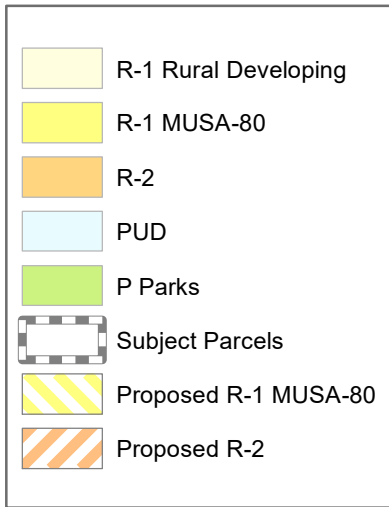 R-1 Rural Developing
R-1 MUSA-80
R-2
PUD
P Parks
Subject Parcels
Proposed R-1 MUSA-80
Proposed R-2